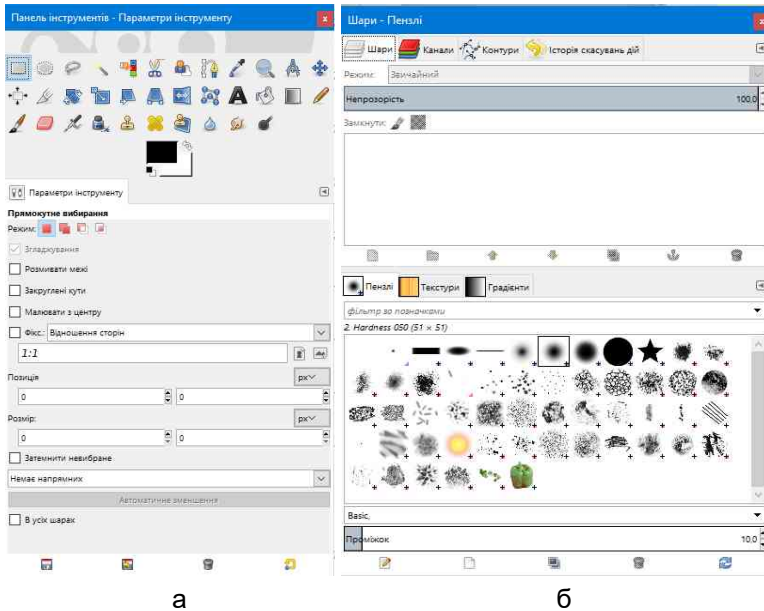 Панель інструментів - Параметри інструменту
Параметри інструменту
Прямокутне вибирання
Режим:
Згладжування
Розмивати межі
Закруглені кути
Малювати з центру
Фікс.: Відношення сторін
1:1
Позиція
px
0
0
Розмір:
px
0
0
Затемнити невибране
Немає напрямних
Автоматичне зменшення
В усіх шарах
а
Шари - Пензлі
Шари Канали Контури Історія скасувань дій
Режим: Звичайний
Непрозорість 100,0
Замкнути:
Пензлі Текстури Градієнти
фільтр за позначками
2. Hardness 050 (51 × 51)
Basic,
Проміжок 10,0
б